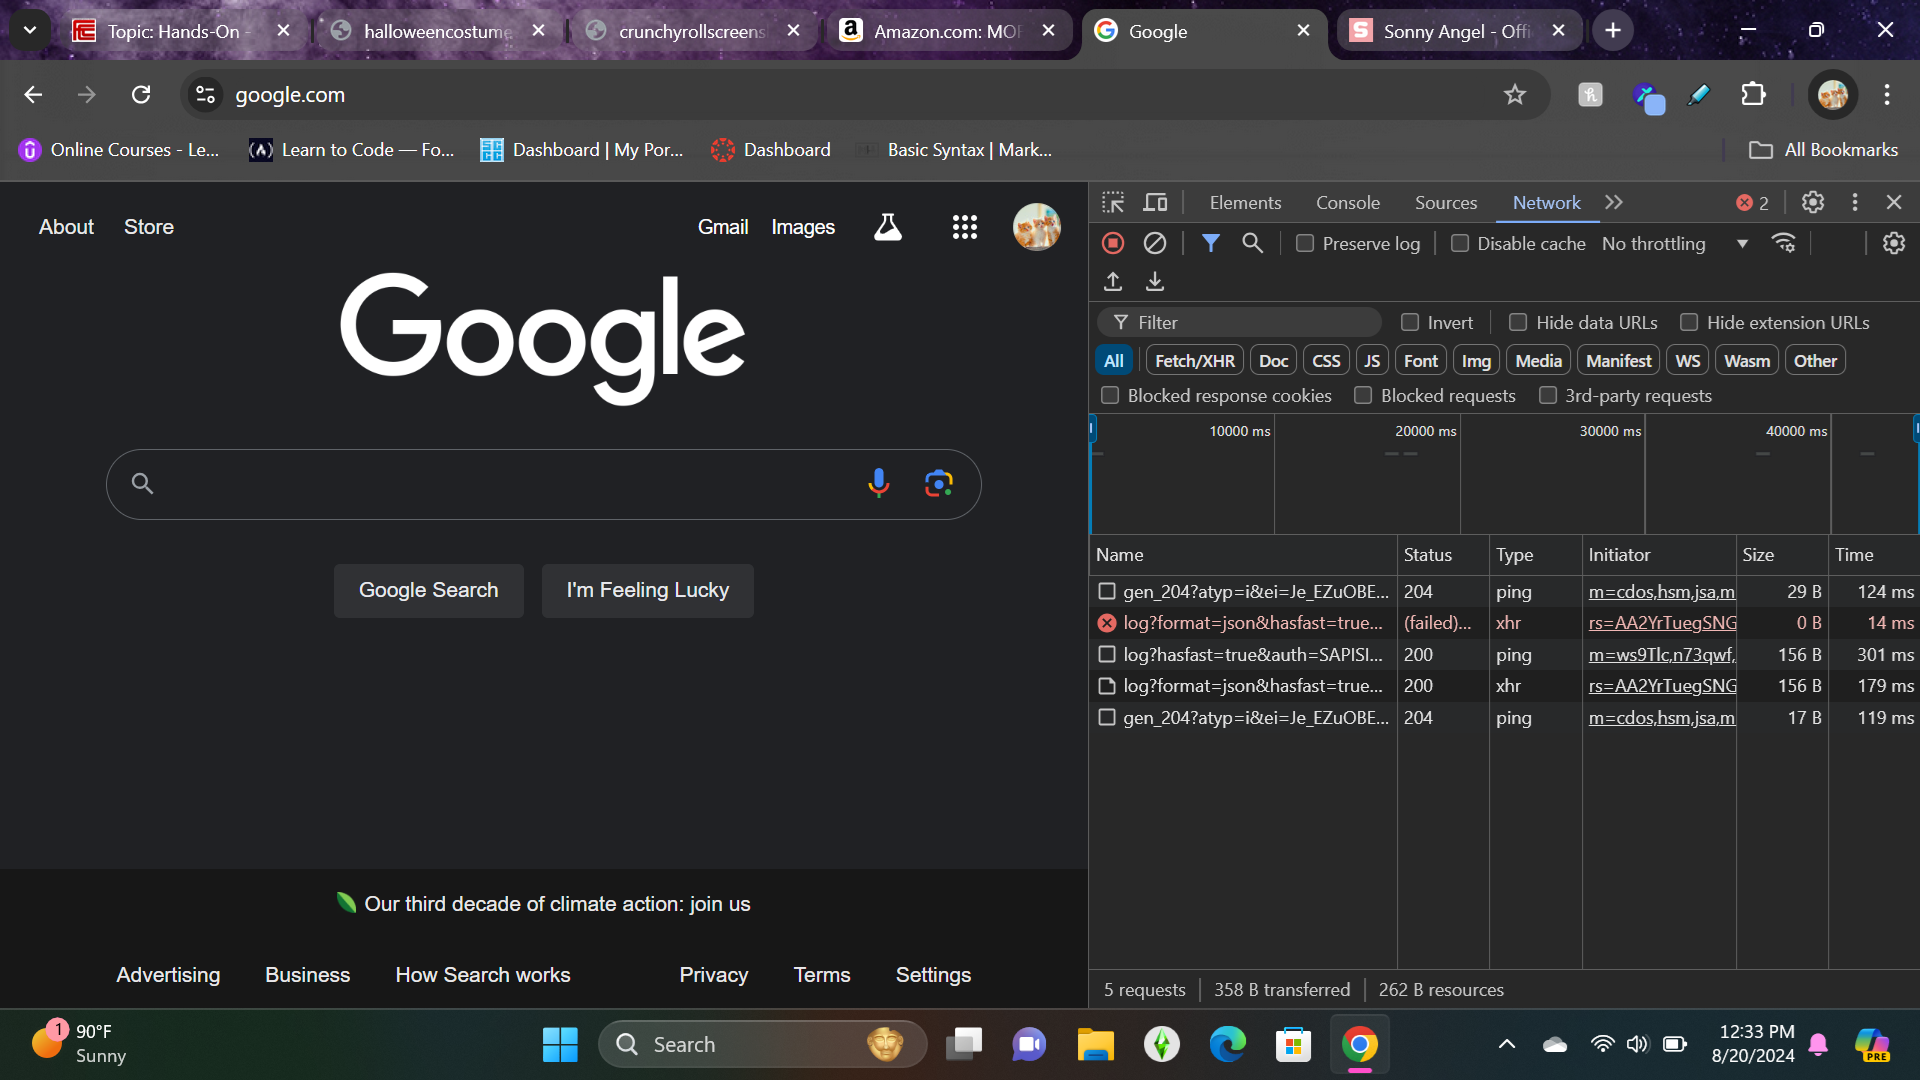 Topic: Hands-On -
halloweencostume
crunchyrollscreens
Amazon.com: MO
Google
Sonny Angel - Offi
google.com
Online Courses - Le...
Learn to Code — Fo...
Dashboard | My Por...
Dashboard
Basic Syntax | Mark...
All Bookmarks
About
Store
Gmail
Images
Google
Google Search
I'm Feeling Lucky
Our third decade of climate action: join us
Advertising
Business
How Search works
Privacy
Terms
Settings
Elements
Console
Sources
Network
2
Preserve log
Disable cache
No throttling
Filter
Invert
Hide data URLs
Hide extension URLs
All
Fetch/XHR
Doc
CSS
JS
Font
Img
Media
Manifest
WS
Wasm
Other
Blocked response cookies
Blocked requests
3rd-party requests
10000 ms
20000 ms
30000 ms
40000 ms
Name Status Type Initiator Size Time
gen_204?atyp=i&ei=Je_EZuOBE... 204 ping m=cdos,hsm,jsa,m 29 B 124 ms
log?format=json&hasfast=true... (failed)... xhr rs=AA2YrTuegSNG 0 B 14 ms
log?hasfast=true&auth=SAPISI... 200 ping m=ws9Tlc,n73qwf, 156 B 301 ms
log?format=json&hasfast=true... 200 xhr rs=AA2YrTuegSNG 156 B 179 ms
gen_204?atyp=i&ei=Je_EZuOBE... 204 ping m=cdos,hsm,jsa,m 17 B 119 ms
5 requests
358 B transferred
262 B resources
1
90°F
Sunny
Search
12:33 PM
8/20/2024
PRE